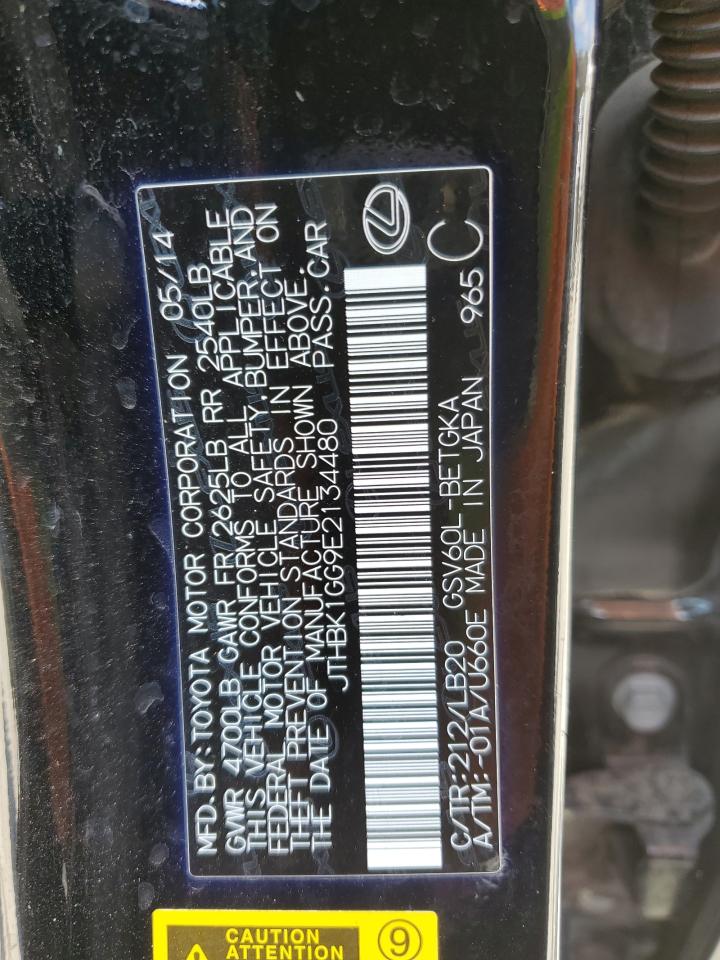 MFD. BY: TOYOTA MOTOR CORPORATION 05/14
GVWR 4700LB GAWR FR 2625LB RR 2540LB
THIS VEHICLE CONFORMS TO ALL APPLICABLE
FEDERAL MOTOR VEHICLE SAFETY, BUMPER, AND
THEFT PREVENTION STANDARDS IN EFFECT ON
THE DATE OF MANUFACTURE SHOWN ABOVE.
JTHBK1GG9E2134480 PASS. CAR
C/TR: 212/LB20 GSV60L-BETGKA
A/TM: -01A/U660E MADE IN JAPAN 965 C
CAUTION
ATTENTION
9